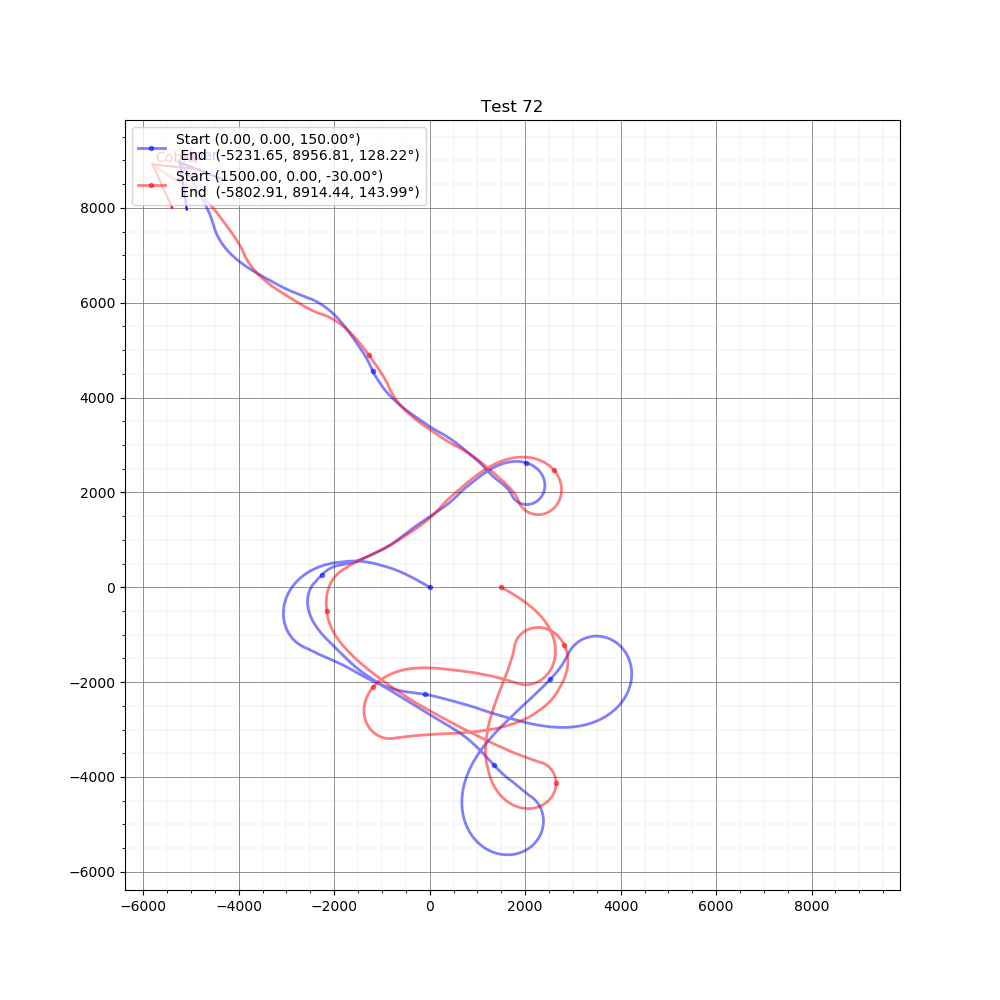 Test 72
Start (0.00, 0.00, 150.00°)
End (-5231.65, 8956.81, 128.22°)
Start (1500.00, 0.00, -30.00°)
End (-5802.91, 8914.44, 143.99°)
8000
6000
4000
2000
0
−2000
−4000
−6000
−6000 −4000 −2000 0 2000 4000 6000 8000